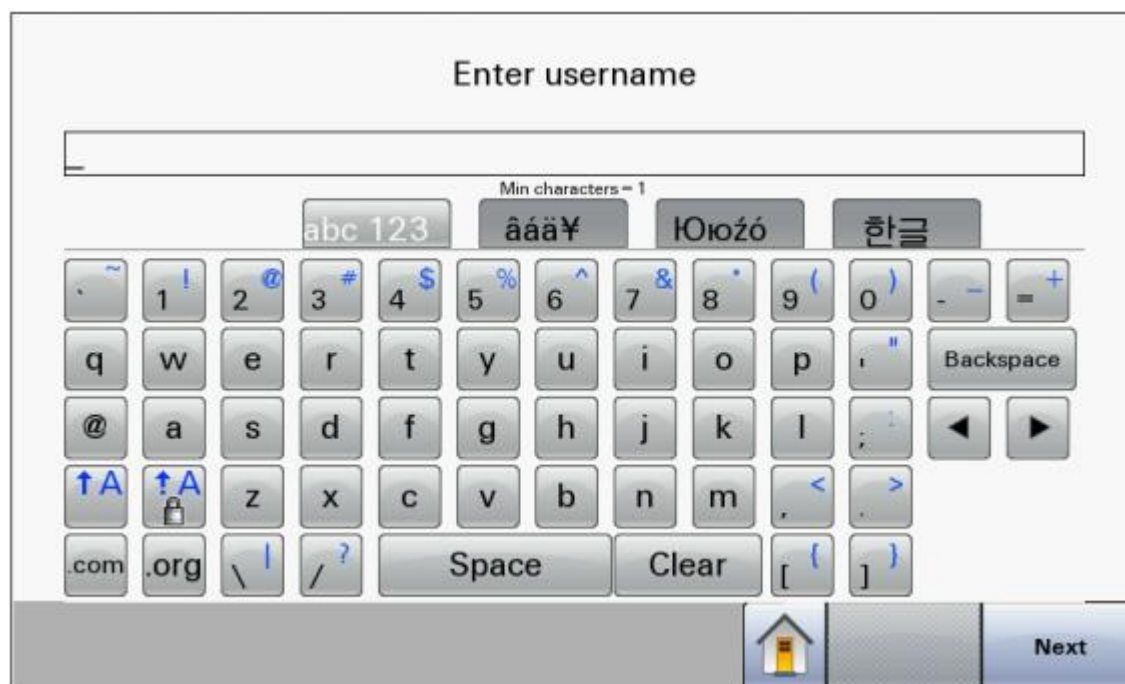 Enter username
_
Min characters = 1
abc 123 âáä¥ Ююźó 한글
` ~ 1 ! 2 @ 3 # 4 $ 5 % 6 ^ 7 & 8 * 9 ( 0 ) - _ = +
q w e r t y u i o p ' " Backspace
@ a s d f g h j k l ; : ◀ ▶
↑A ↑A z x c v b n m , < . >
.com .org \ | / ? Space Clear [ { ] }
Next